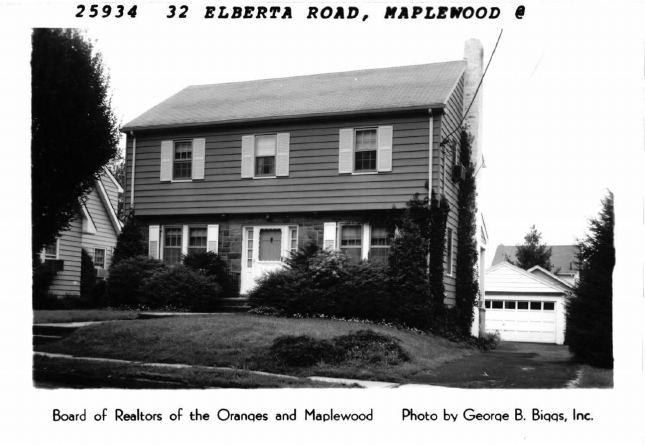 25934 32 ELBERTA ROAD, MAPLEWOOD @
Board of Realtors of the Oranges and Maplewood Photo by George B. Biggs, Inc.